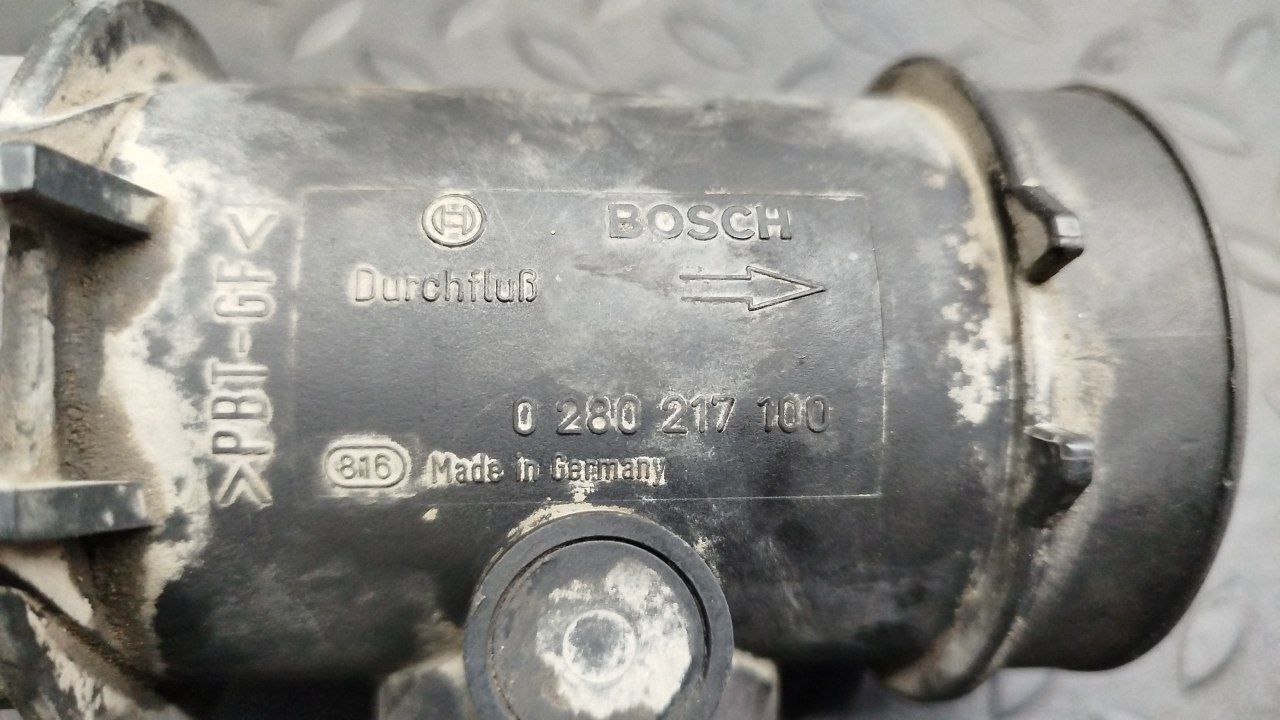 BOSCH
Durchfluß
0 280 217 100
816 Made in Germany
>PBT-GF<